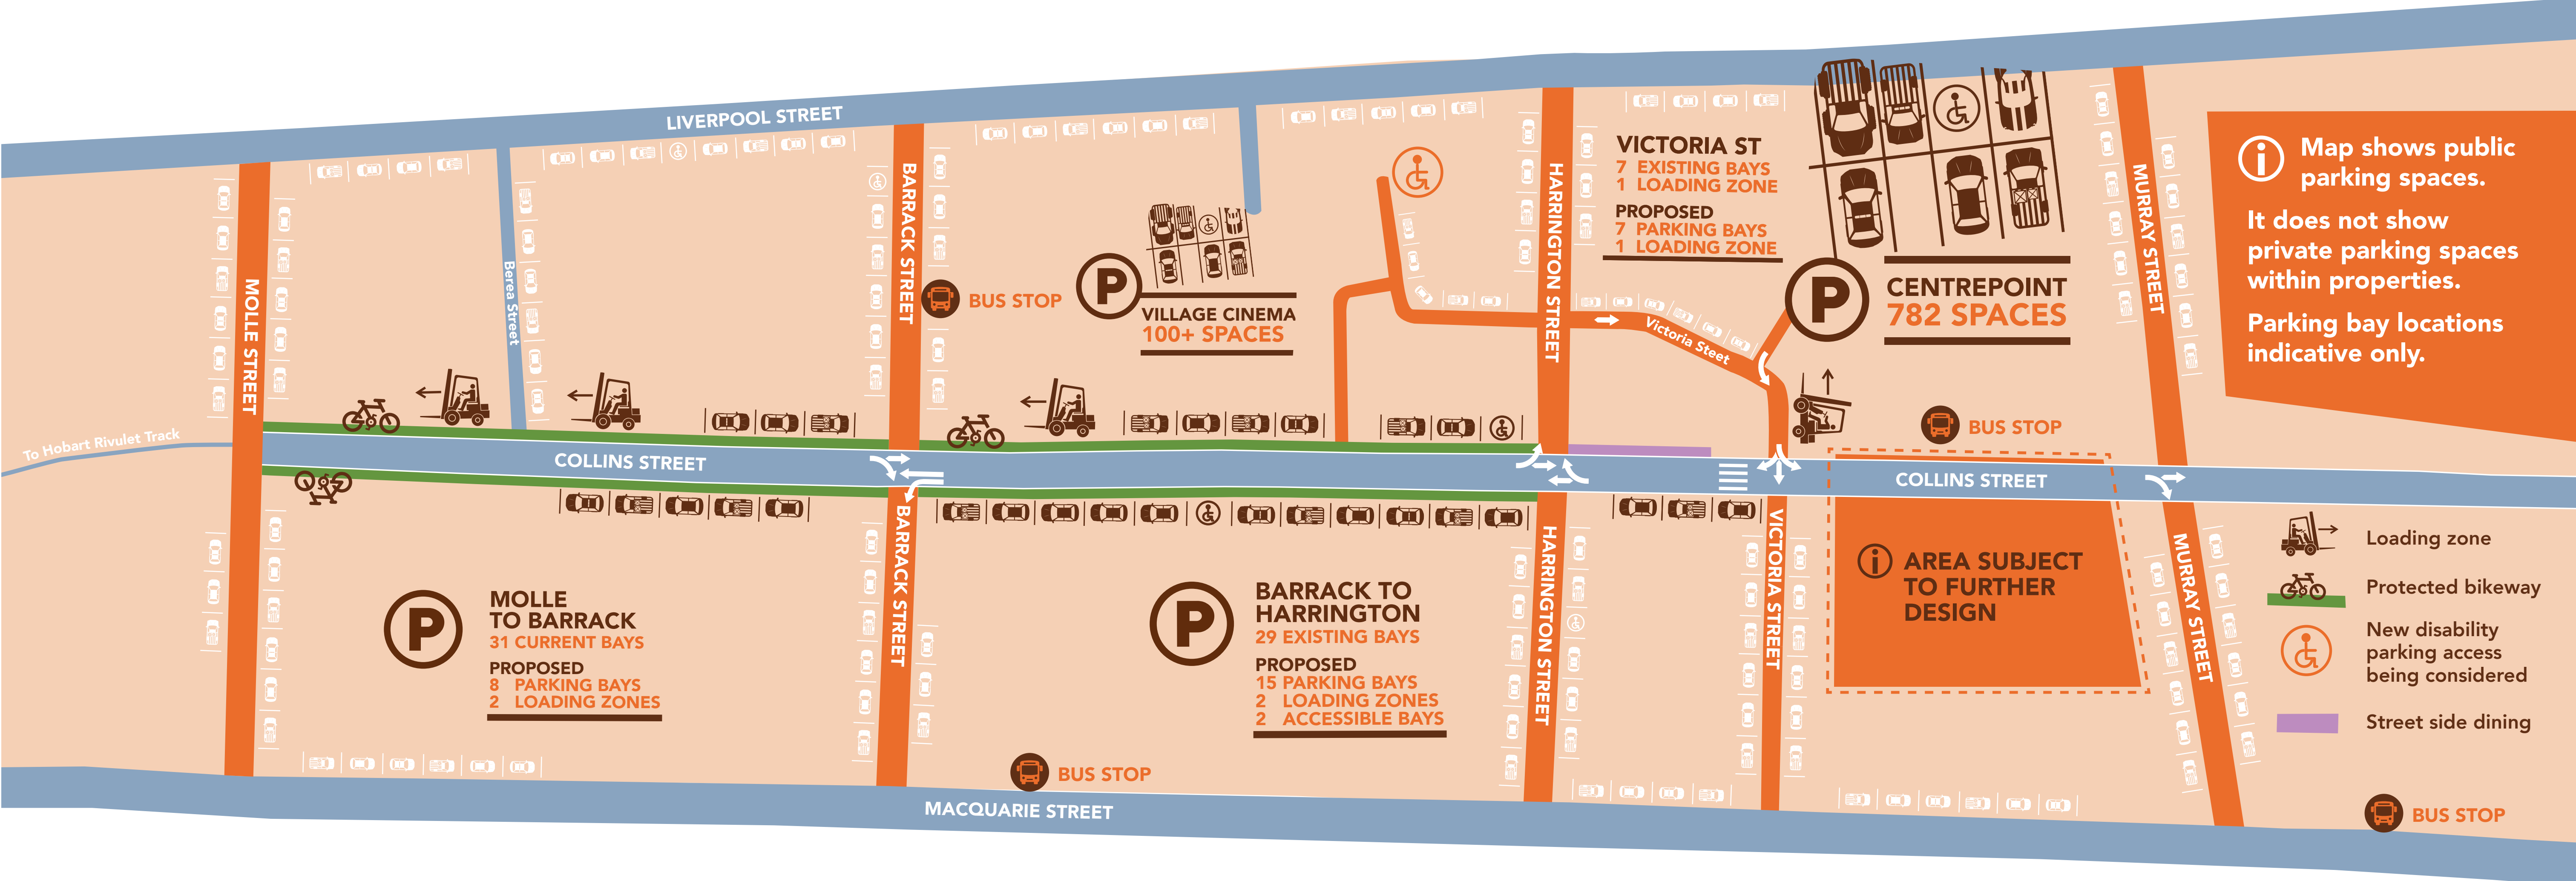 LIVERPOOL STREET
MOLLE STREET
Berea Street
BARRACK STREET
BUS STOP
P
VILLAGE CINEMA
100+ SPACES
HARRINGTON STREET
VICTORIA ST
7 EXISTING BAYS
1 LOADING ZONE
PROPOSED
7 PARKING BAYS
1 LOADING ZONE
Victoria Steet
P
CENTREPOINT
782 SPACES
MURRAY STREET
i
Map shows public
parking spaces.
It does not show
private parking spaces
within properties.
Parking bay locations
indicative only.
To Hobart Rivulet Track
COLLINS STREET
BUS STOP
COLLINS STREET
P
MOLLE
TO BARRACK
31 CURRENT BAYS
PROPOSED
8 PARKING BAYS
2 LOADING ZONES
BARRACK STREET
P
BARRACK TO
HARRINGTON
29 EXISTING BAYS
PROPOSED
15 PARKING BAYS
2 LOADING ZONES
2 ACCESSIBLE BAYS
HARRINGTON STREET
VICTORIA STREET
i
AREA SUBJECT
TO FURTHER
DESIGN
MURRAY STREET
Loading zone
Protected bikeway
New disability
parking access
being considered
Street side dining
BUS STOP
MACQUARIE STREET
BUS STOP